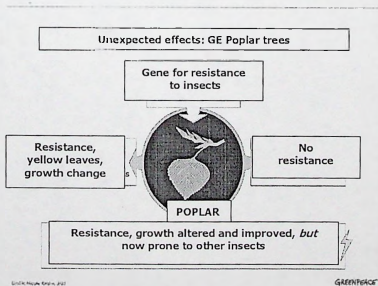 Unexpected effects: GE Poplar trees
Gene for resistance
to insects
Resistance,
yellow leaves,
growth change
s
No
resistance
POPLAR
Resistance, growth altered and improved, but
now prone to other insects
GREENPEACE